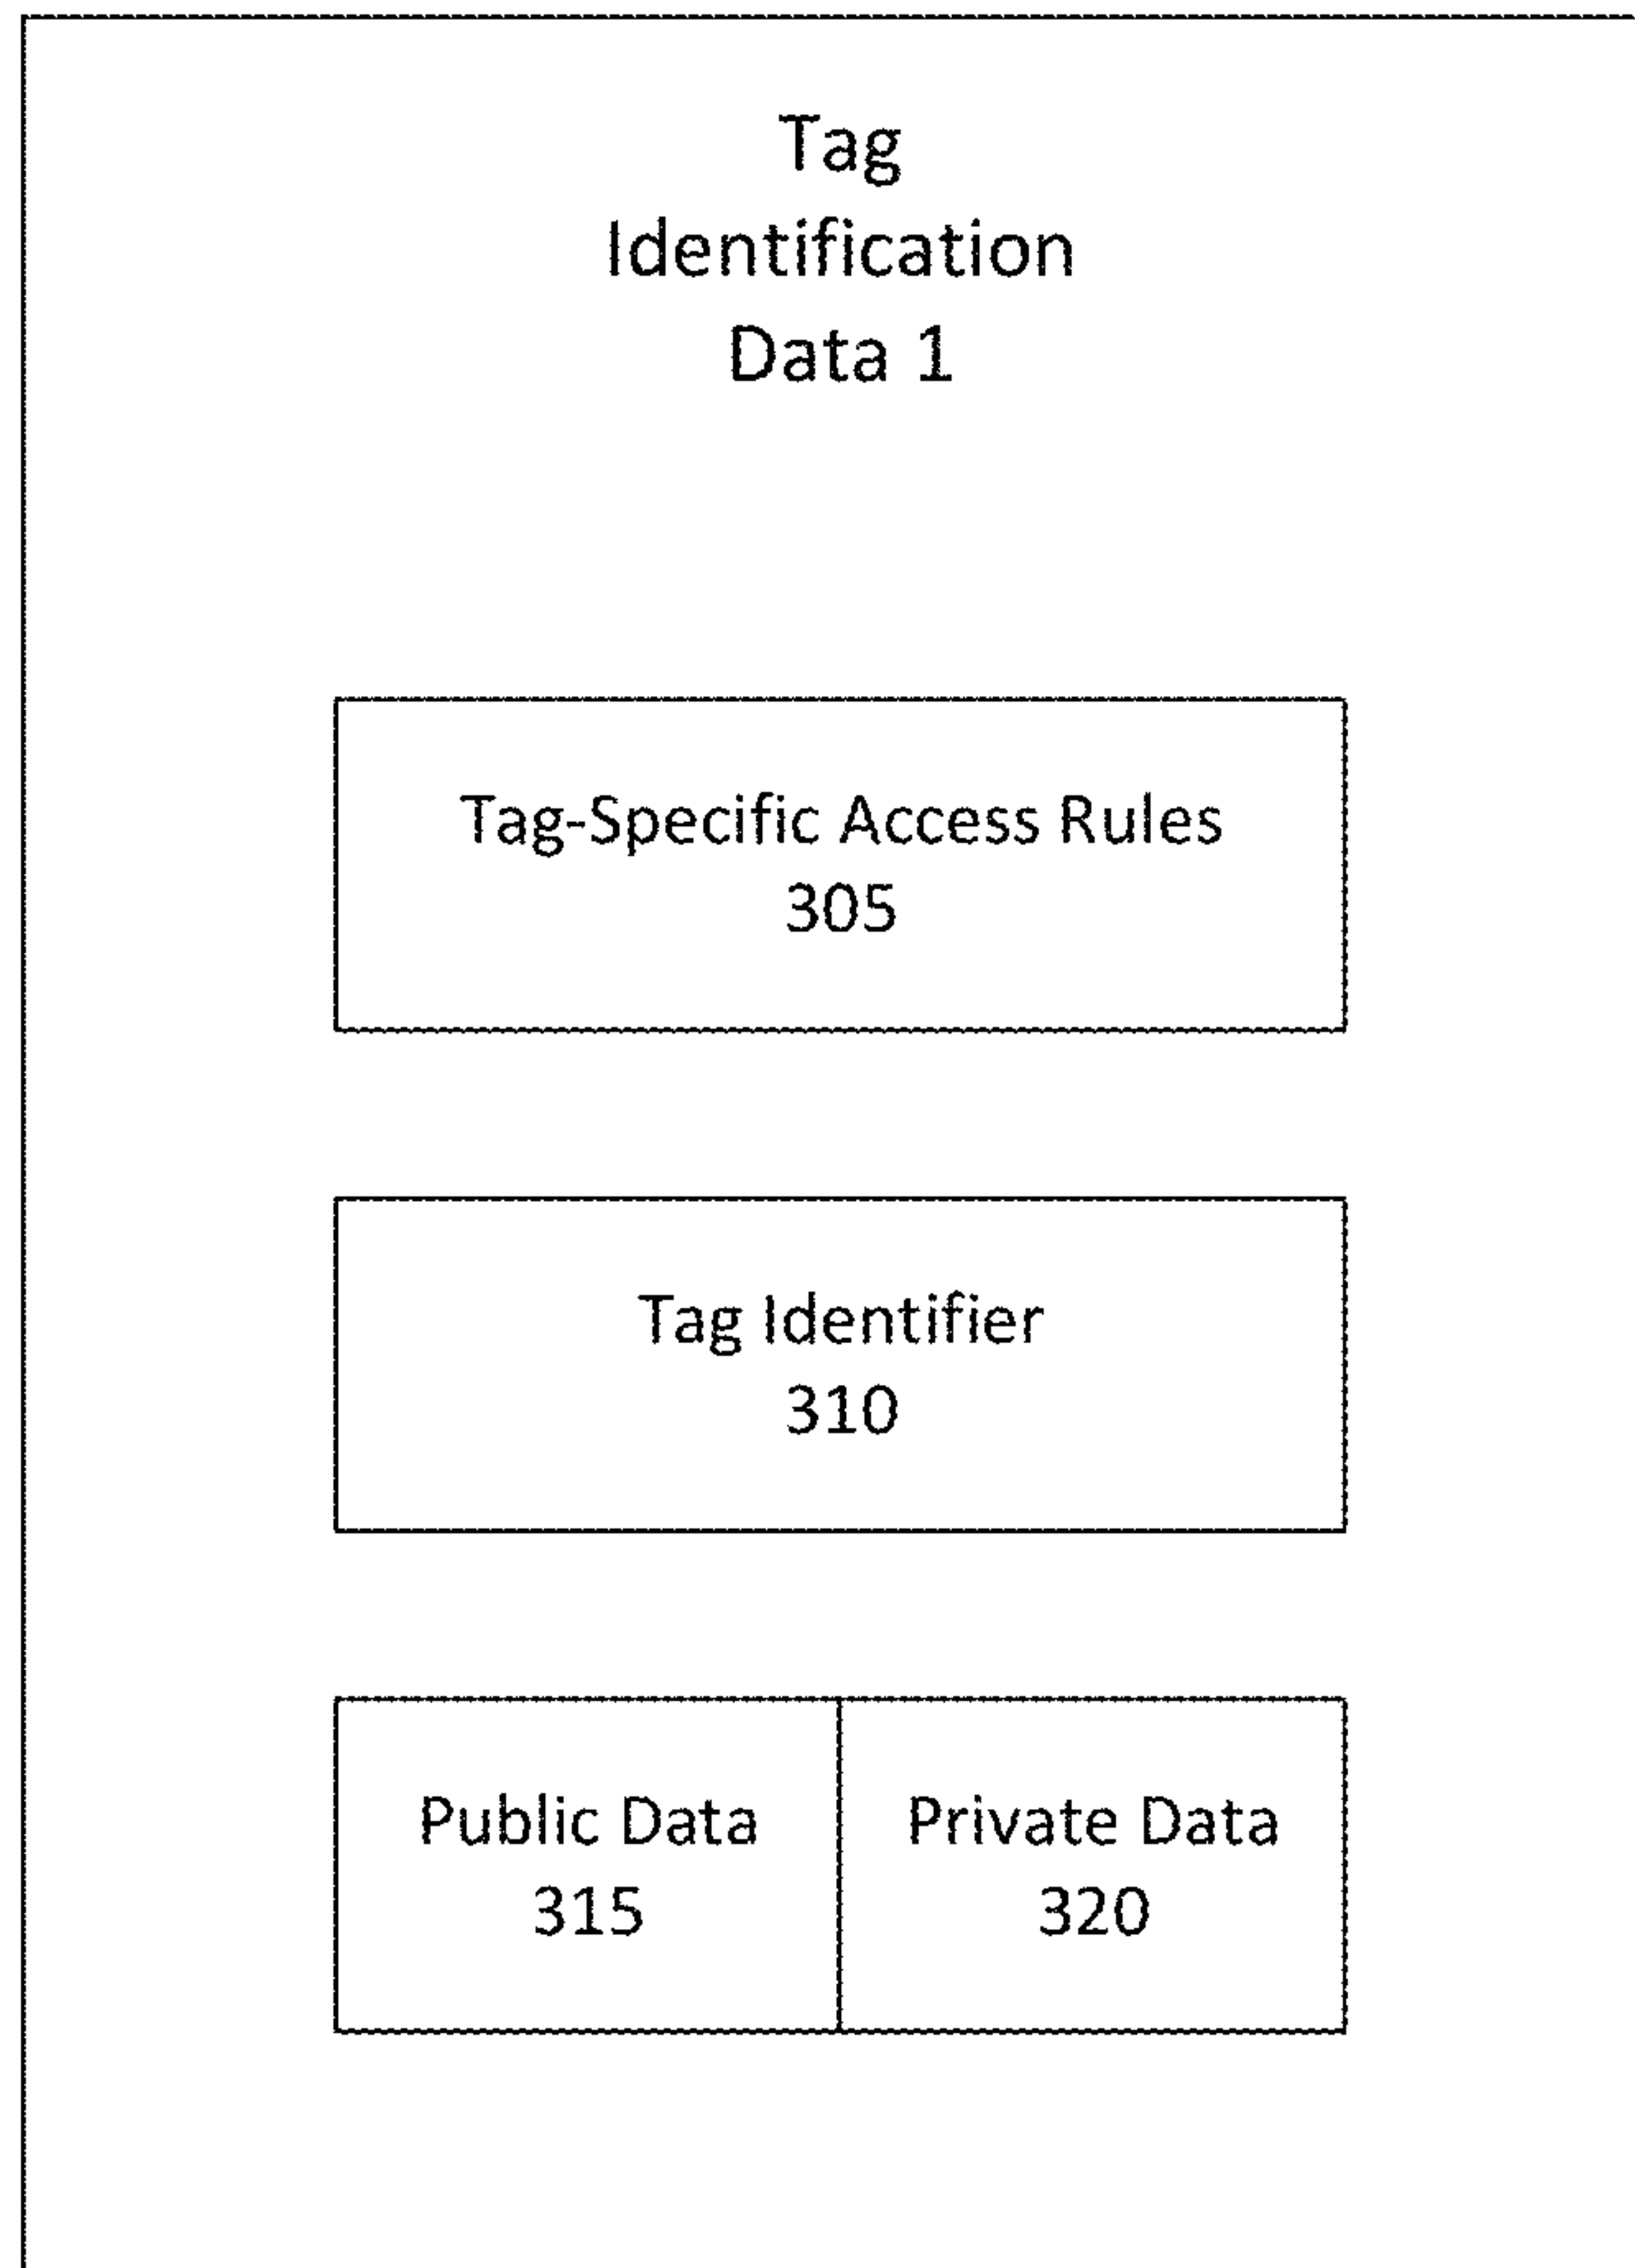 Tag
Identification
Data 1
Tag-Specific Access Rules
305
Tag Identifier
310
Public Data
315
Private Data
320